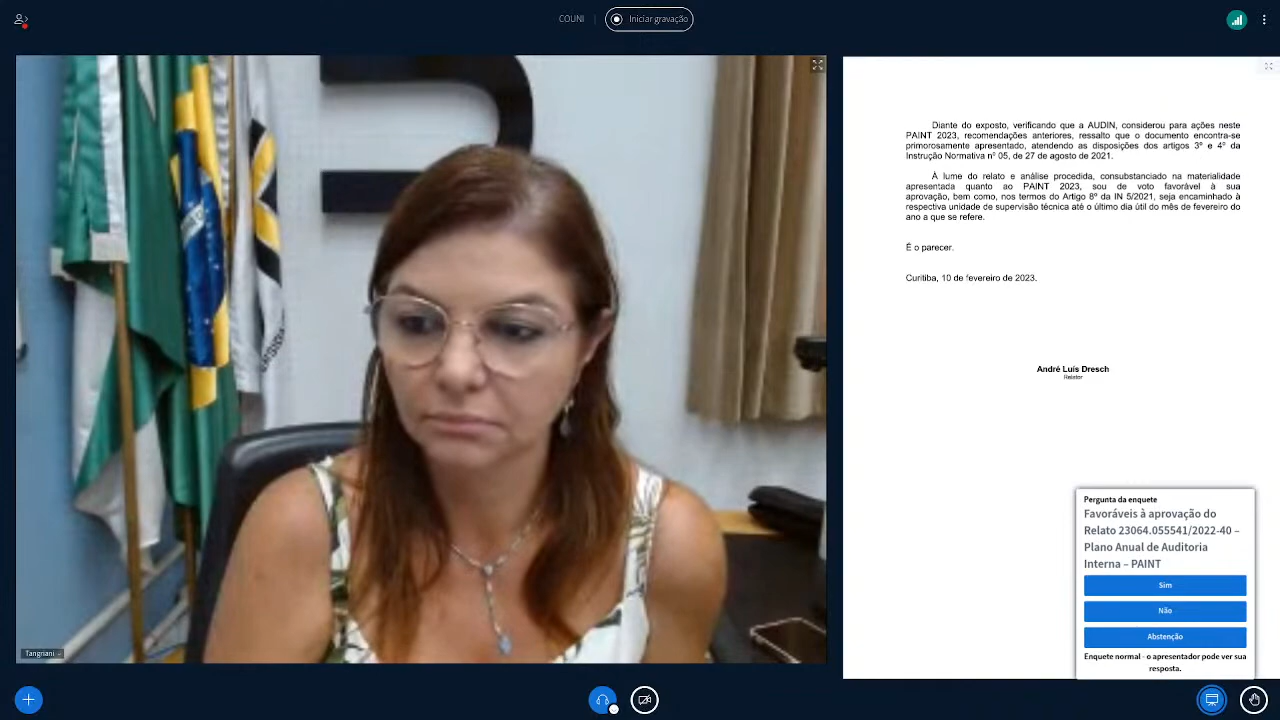 COUNI
Iniciar gravação
Diante do exposto, verificando que a AUDIN, considerou para ações neste
PAINT 2023, recomendações anteriores, ressalto que o documento encontra-se
primorosamente apresentado, atendendo as disposições dos artigos 3º e 4º da
Instrução Normativa nº 05, de 27 de agosto de 2021.
À lume do relato e análise procedida, consubstanciado na materialidade
apresentada quanto ao PAINT 2023, sou de voto favorável à sua
aprovação, bem como, nos termos do Artigo 8º da IN 5/2021, seja encaminhado à
respectiva unidade de supervisão técnica até o último dia útil do mês de fevereiro do
ano a que se refere.
É o parecer.
Curitiba, 10 de fevereiro de 2023.
André Luís Dresch
Relator
Pergunta da enquete
Favoráveis à aprovação do
Relato 23064.055541/2022-40 –
Plano Anual de Auditoria
Interna – PAINT
Sim
Não
Abstenção
Enquete normal - o apresentador pode ver sua
resposta.
Tangriani